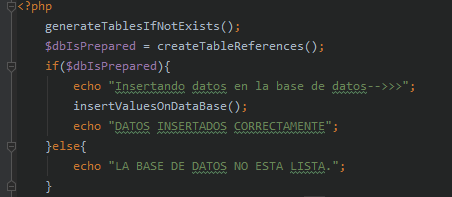 <?php
generateTablesIfNotExists();
$dbIsPrepared = createTableReferences();
if($dbIsPrepared){
echo "Insertando datos en la base de datos-->>>";
insertValuesOnDataBase();
echo "DATOS INSERTADOS CORRECTAMENTE";
}else{
echo "LA BASE DE DATOS NO ESTA LISTA.";
}